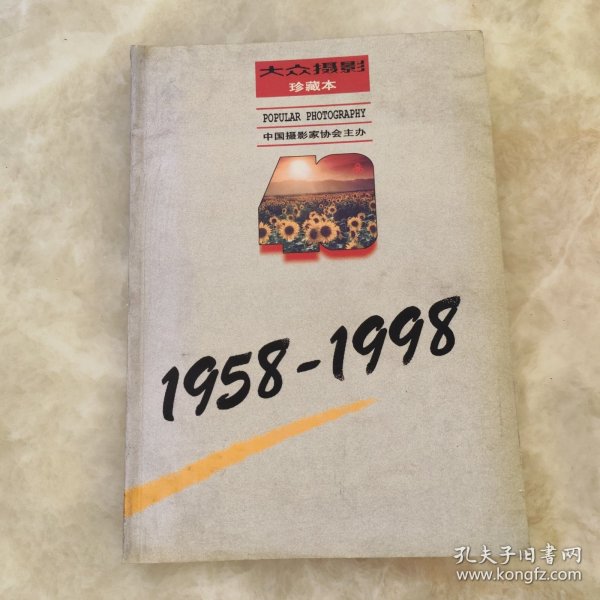 大众摄影
珍藏本
POPULAR PHOTOGRAPHY
中国摄影家协会主办
40
1958-1998
孔夫子旧书网
www.kongfz.com